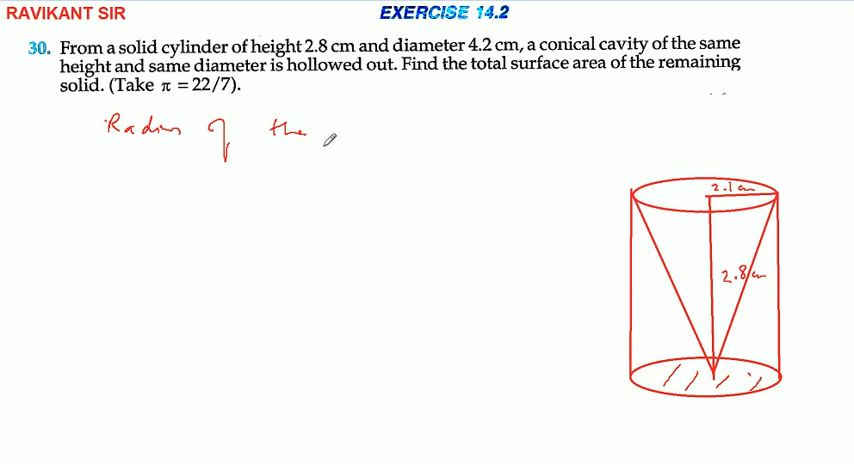 RAVIKANT SIR
EXERCISE 14.2
30. From a solid cylinder of height 2.8 cm and diameter 4.2 cm, a conical cavity of the same
height and same diameter is hollowed out. Find the total surface area of the remaining
solid. (Take π = 22/7).
Radius of the
2.1 cm
2.8 cm